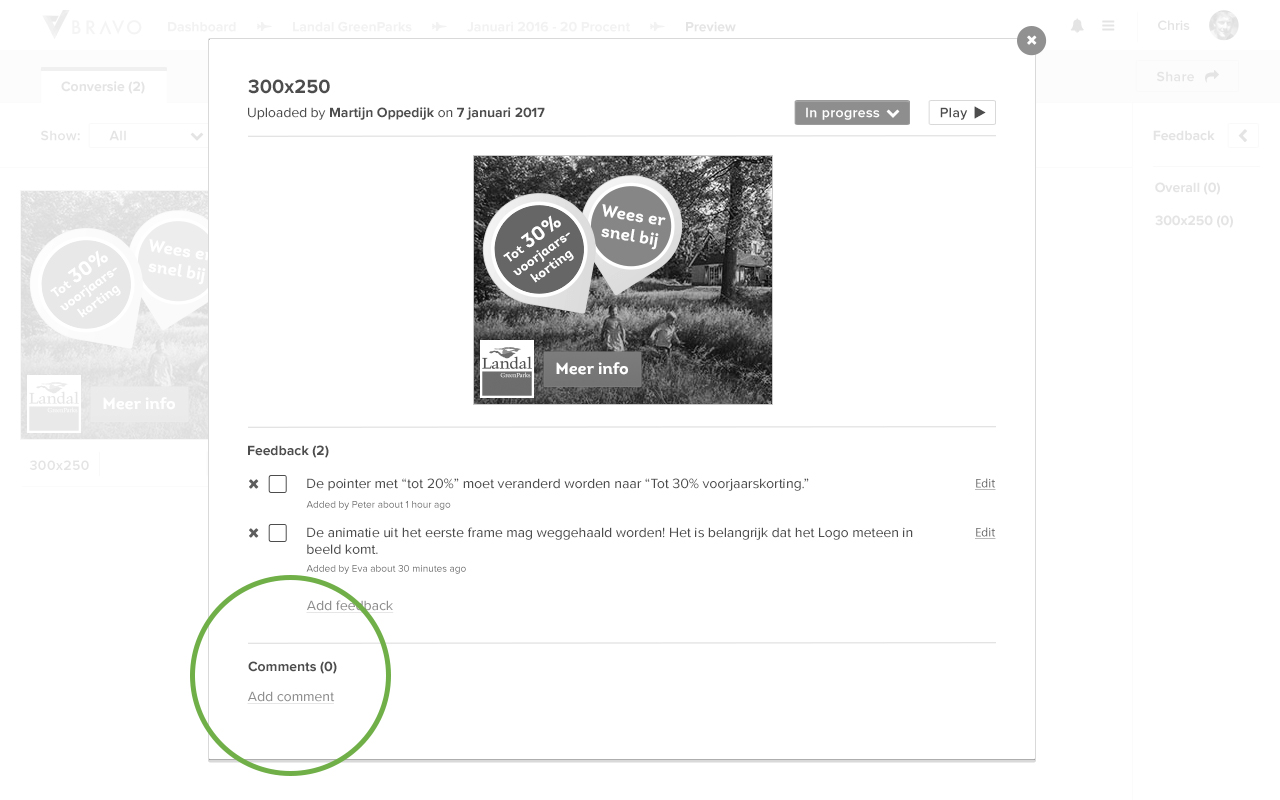 BRAVO
Dashboard
Landal GreenParks
Januari 2016 - 20 Procent
Preview
Chris
Conversie (2)
Share
Show:
All
Feedback
Overall (0)
300x250 (0)
Tot 30%
voorjaars-
korting
Wees er
snel bij
Landal
GreenParks
Meer info
300x250
300x250
Uploaded by Martijn Oppedijk on 7 januari 2017
In progress
Play
Tot 30%
voorjaars-
korting
Wees er
snel bij
Landal
GreenParks
Meer info
Feedback (2)
De pointer met “tot 20%” moet veranderd worden naar “Tot 30% voorjaarskorting.”
Edit
Added by Peter about 1 hour ago
De animatie uit het eerste frame mag weggehaald worden! Het is belangrijk dat het Logo meteen in
beeld komt.
Edit
Added by Eva about 30 minutes ago
Add feedback
Comments (0)
Add comment